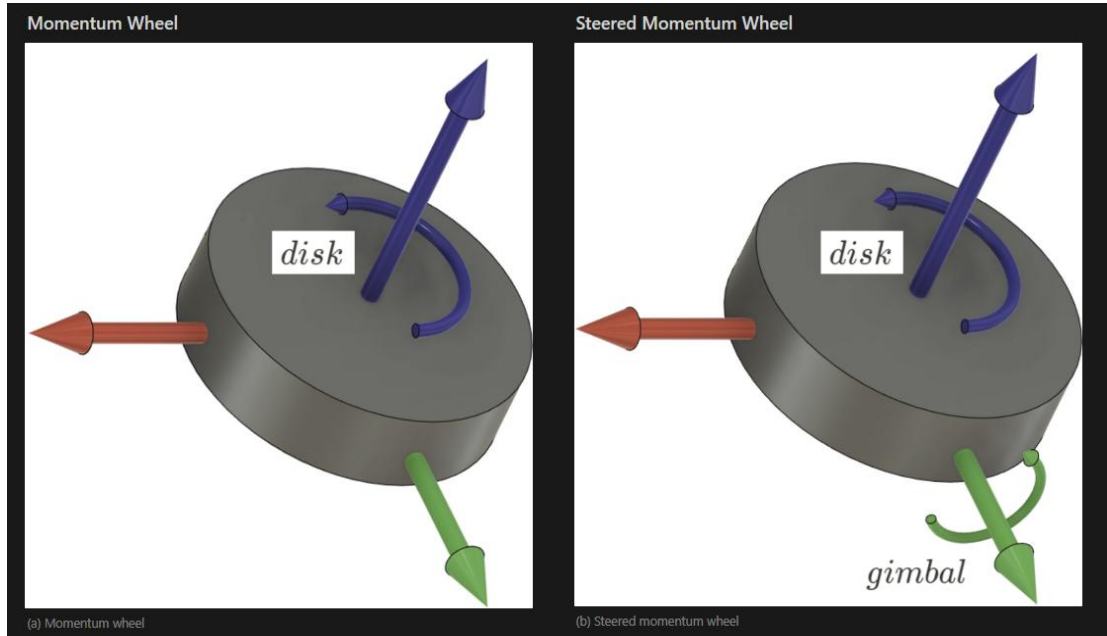 Momentum Wheel
disk
(a) Momentum wheel
Steered Momentum Wheel
disk
gimbal
(b) Steered momentum wheel